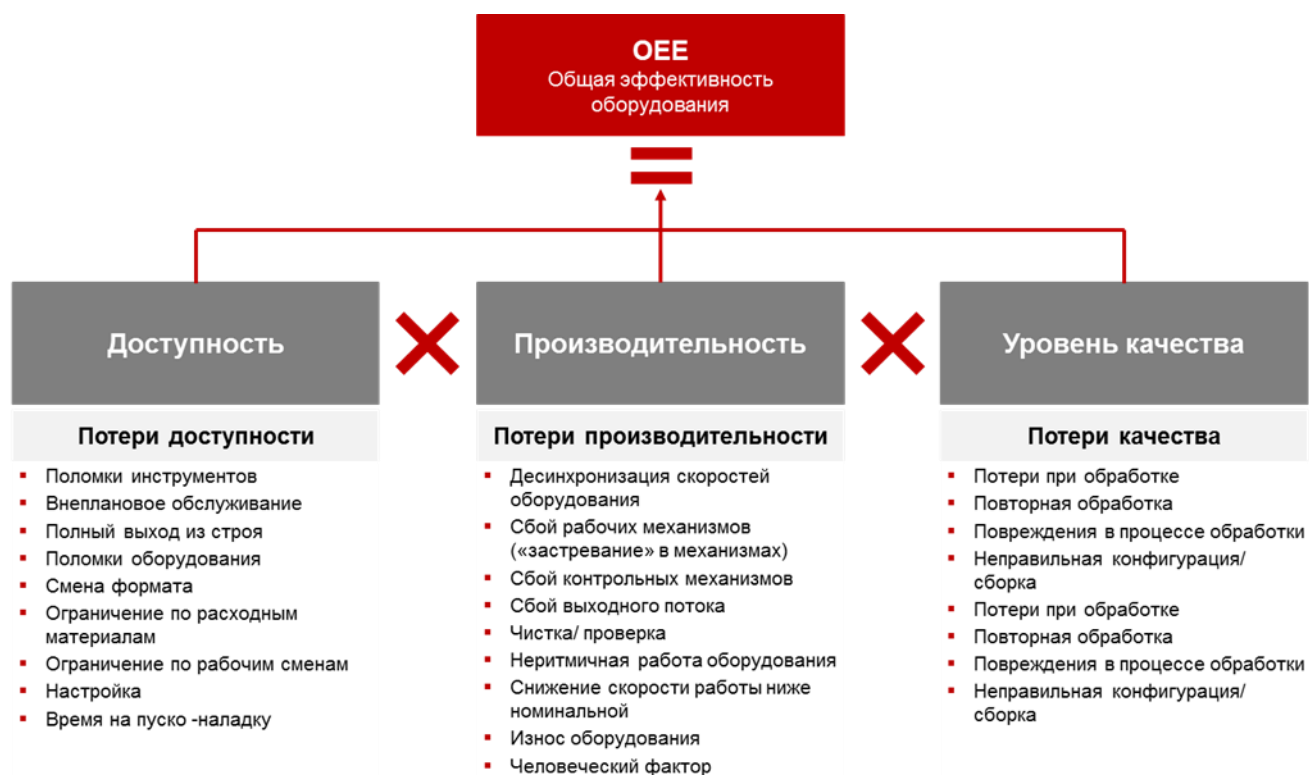 OEE
Общая эффективность
оборудования
Доступность
Потери доступности
Поломки инструментов
Внеплановое обслуживание
Полный выход из строя
Поломки оборудования
Смена формата
Ограничение по расходным
материалам
Ограничение по рабочим сменам
Настройка
Время на пуско -наладку
Производительность
Потери производительности
Десинхронизация скоростей
оборудования
Сбой рабочих механизмов
(«застревание» в механизмах)
Сбой контрольных механизмов
Сбой выходного потока
Чистка/ проверка
Неритмичная работа оборудования
Снижение скорости работы ниже
номинальной
Износ оборудования
Человеческий фактор
Уровень качества
Потери качества
Потери при обработке
Повторная обработка
Повреждения в процессе обработки
Неправильная конфигурация/
сборка
Потери при обработке
Повторная обработка
Повреждения в процессе обработки
Неправильная конфигурация/
сборка